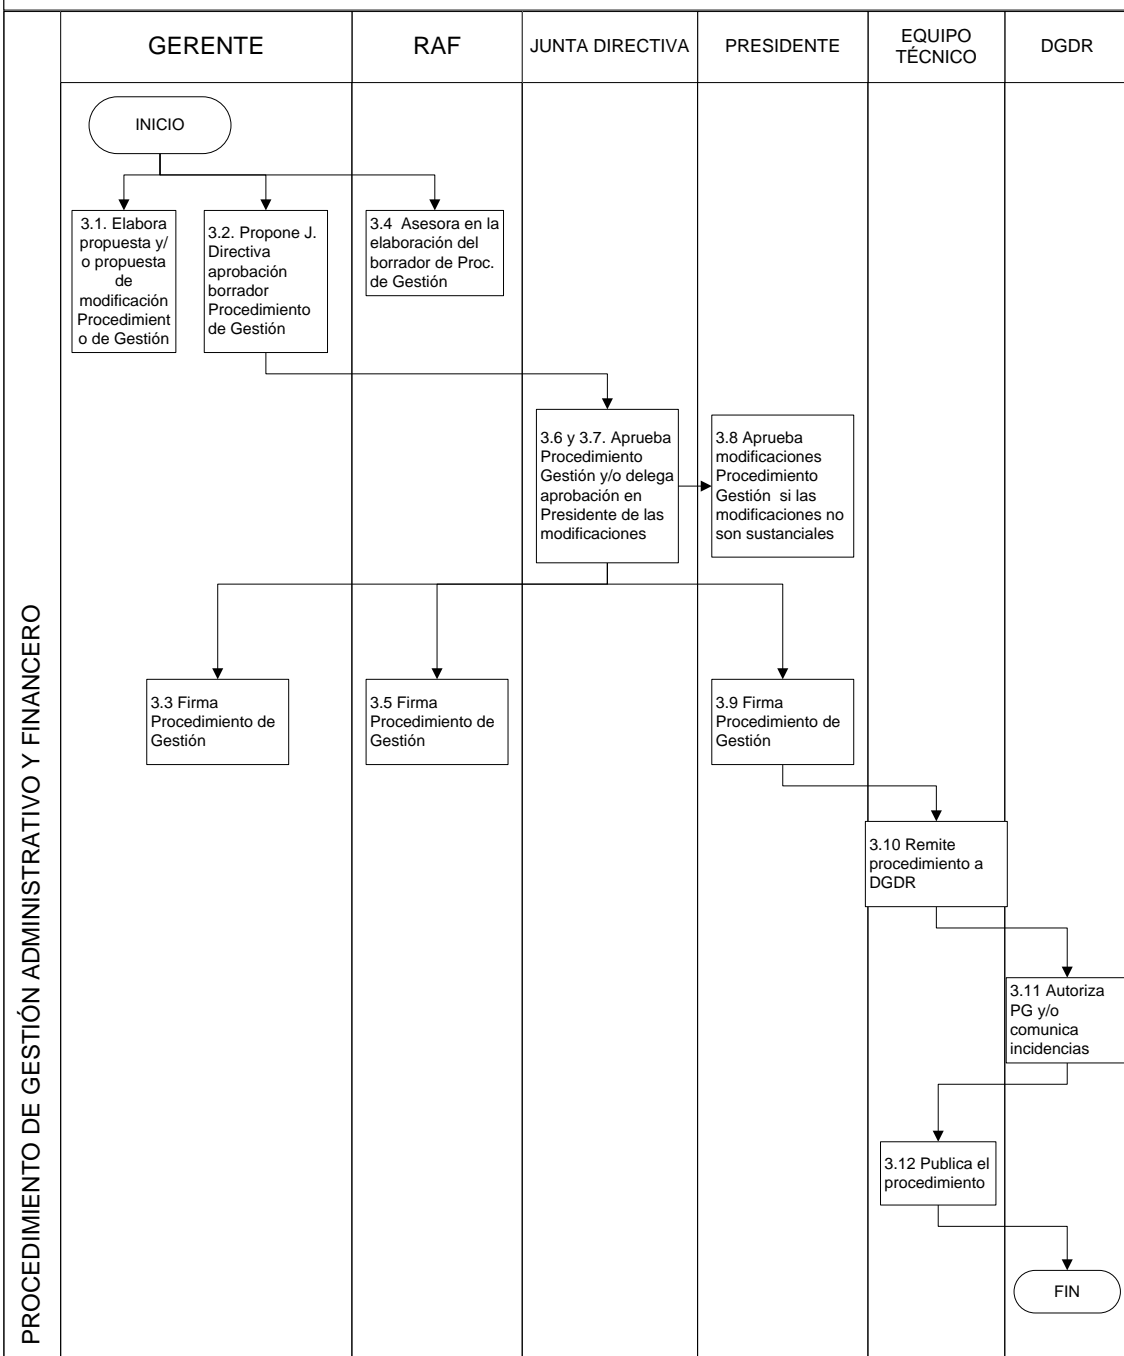 GERENTE
RAF
JUNTA DIRECTIVA
PRESIDENTE
EQUIPO
TÉCNICO
DGDR
INICIO
3.1. Elabora
propuesta y/
o propuesta
de
modificación
Procedimient
o de Gestión
3.2. Propone J.
Directiva
aprobación
borrador
Procedimiento
de Gestión
3.4 Asesora en la
elaboración del
borrador de Proc.
de Gestión
3.6 y 3.7. Aprueba
Procedimiento
Gestión y/o delega
aprobación en
Presidente de las
modificaciones
3.8 Aprueba
modificaciones
Procedimiento
Gestión si las
modificaciones no
son sustanciales
3.3 Firma
Procedimiento de
Gestión
3.5 Firma
Procedimiento de
Gestión
3.9 Firma
Procedimiento de
Gestión
3.10 Remite
procedimiento a
DGDR
3.11 Autoriza
PG y/o
comunica
incidencias
3.12 Publica el
procedimiento
FIN
PROCEDIMIENTO DE GESTIÓN ADMINISTRATIVO Y FINANCERO